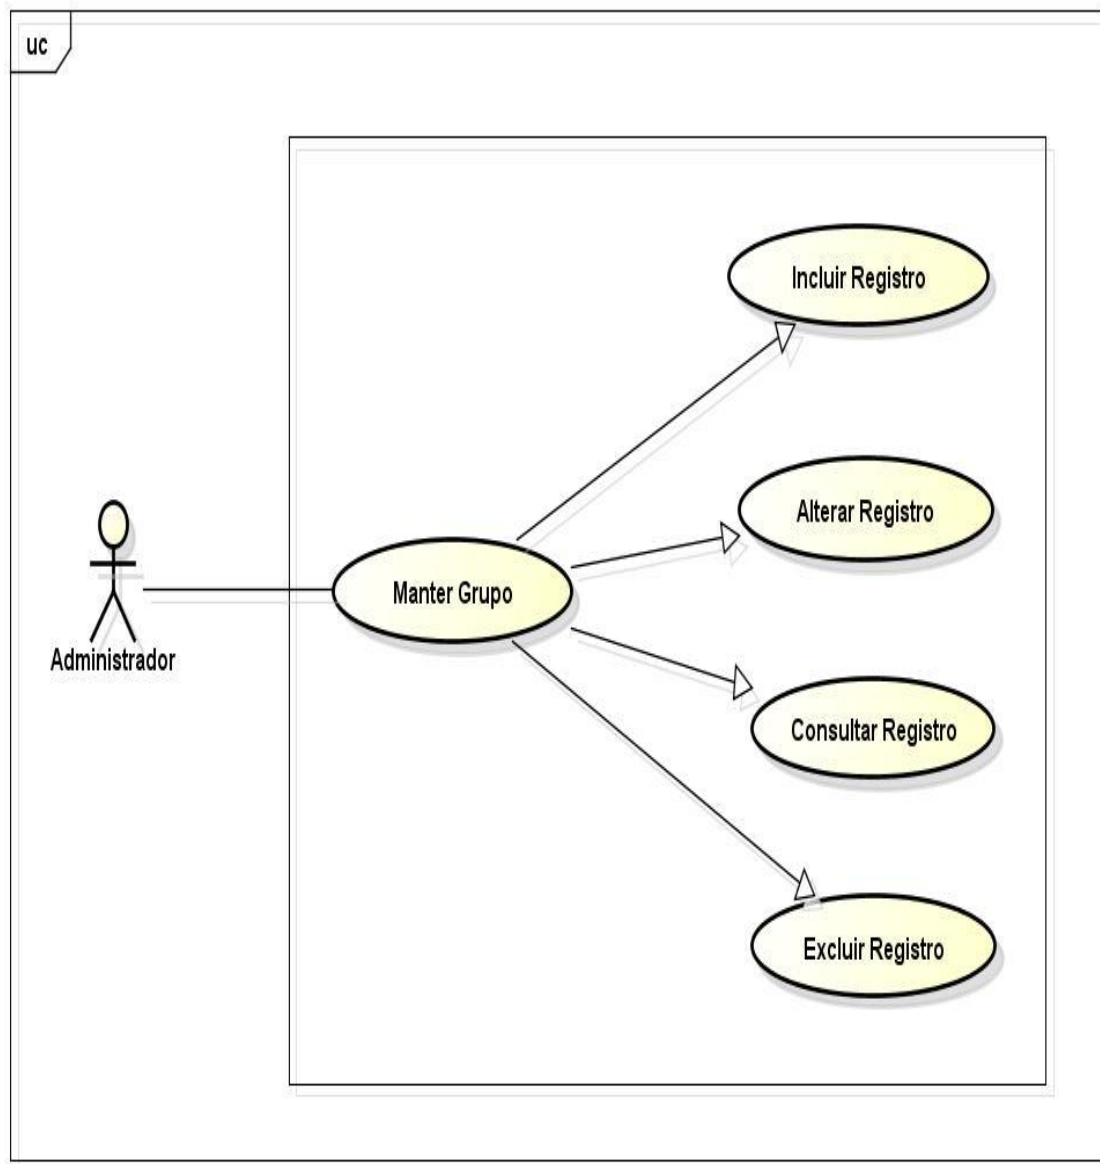 uc
Incluir Registro
Alterar Registro
Manter Grupo
Administrador
Consultar Registro
Excluir Registro